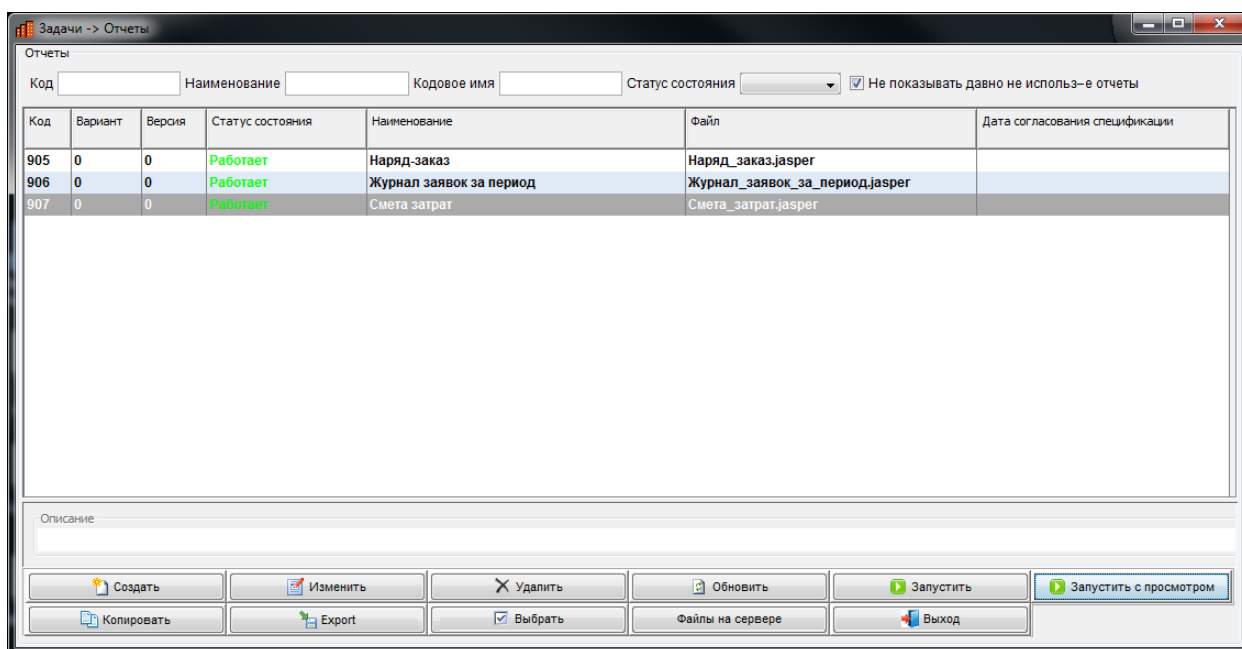 Задачи -> Отчеты
Отчеты
Код Наименование Кодовое имя Статус состояния Не показывать давно не использ-е отчеты
Код Вариант Версия Статус состояния Наименование Файл Дата согласования спецификации
905 0 0 Работает Наряд-заказ Наряд_заказ.jasper
906 0 0 Работает Журнал заявок за период Журнал_заявок_за_период.jasper
907 0 0 Работает Смета затрат Смета_затрат.jasper
Описание
Создать Изменить Удалить Обновить Запустить Запустить с просмотром
Копировать Export Выбрать Файлы на сервере Выход